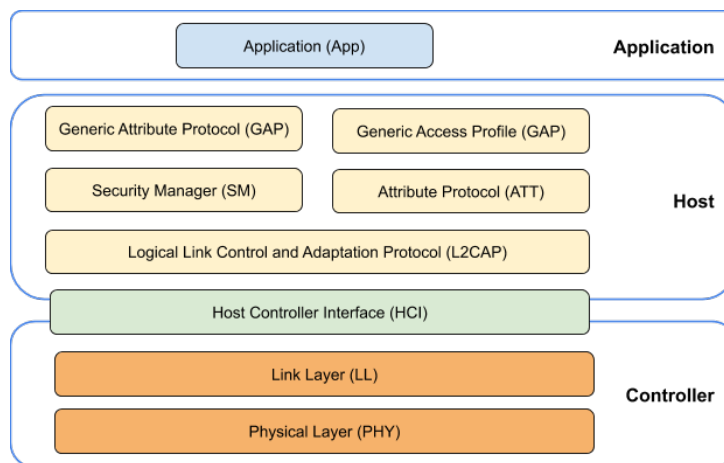 Application (App)
Application
Generic Attribute Protocol (GAP)
Generic Access Profile (GAP)
Security Manager (SM)
Attribute Protocol (ATT)
Host
Logical Link Control and Adaptation Protocol (L2CAP)
Host Controller Interface (HCI)
Link Layer (LL)
Controller
Physical Layer (PHY)